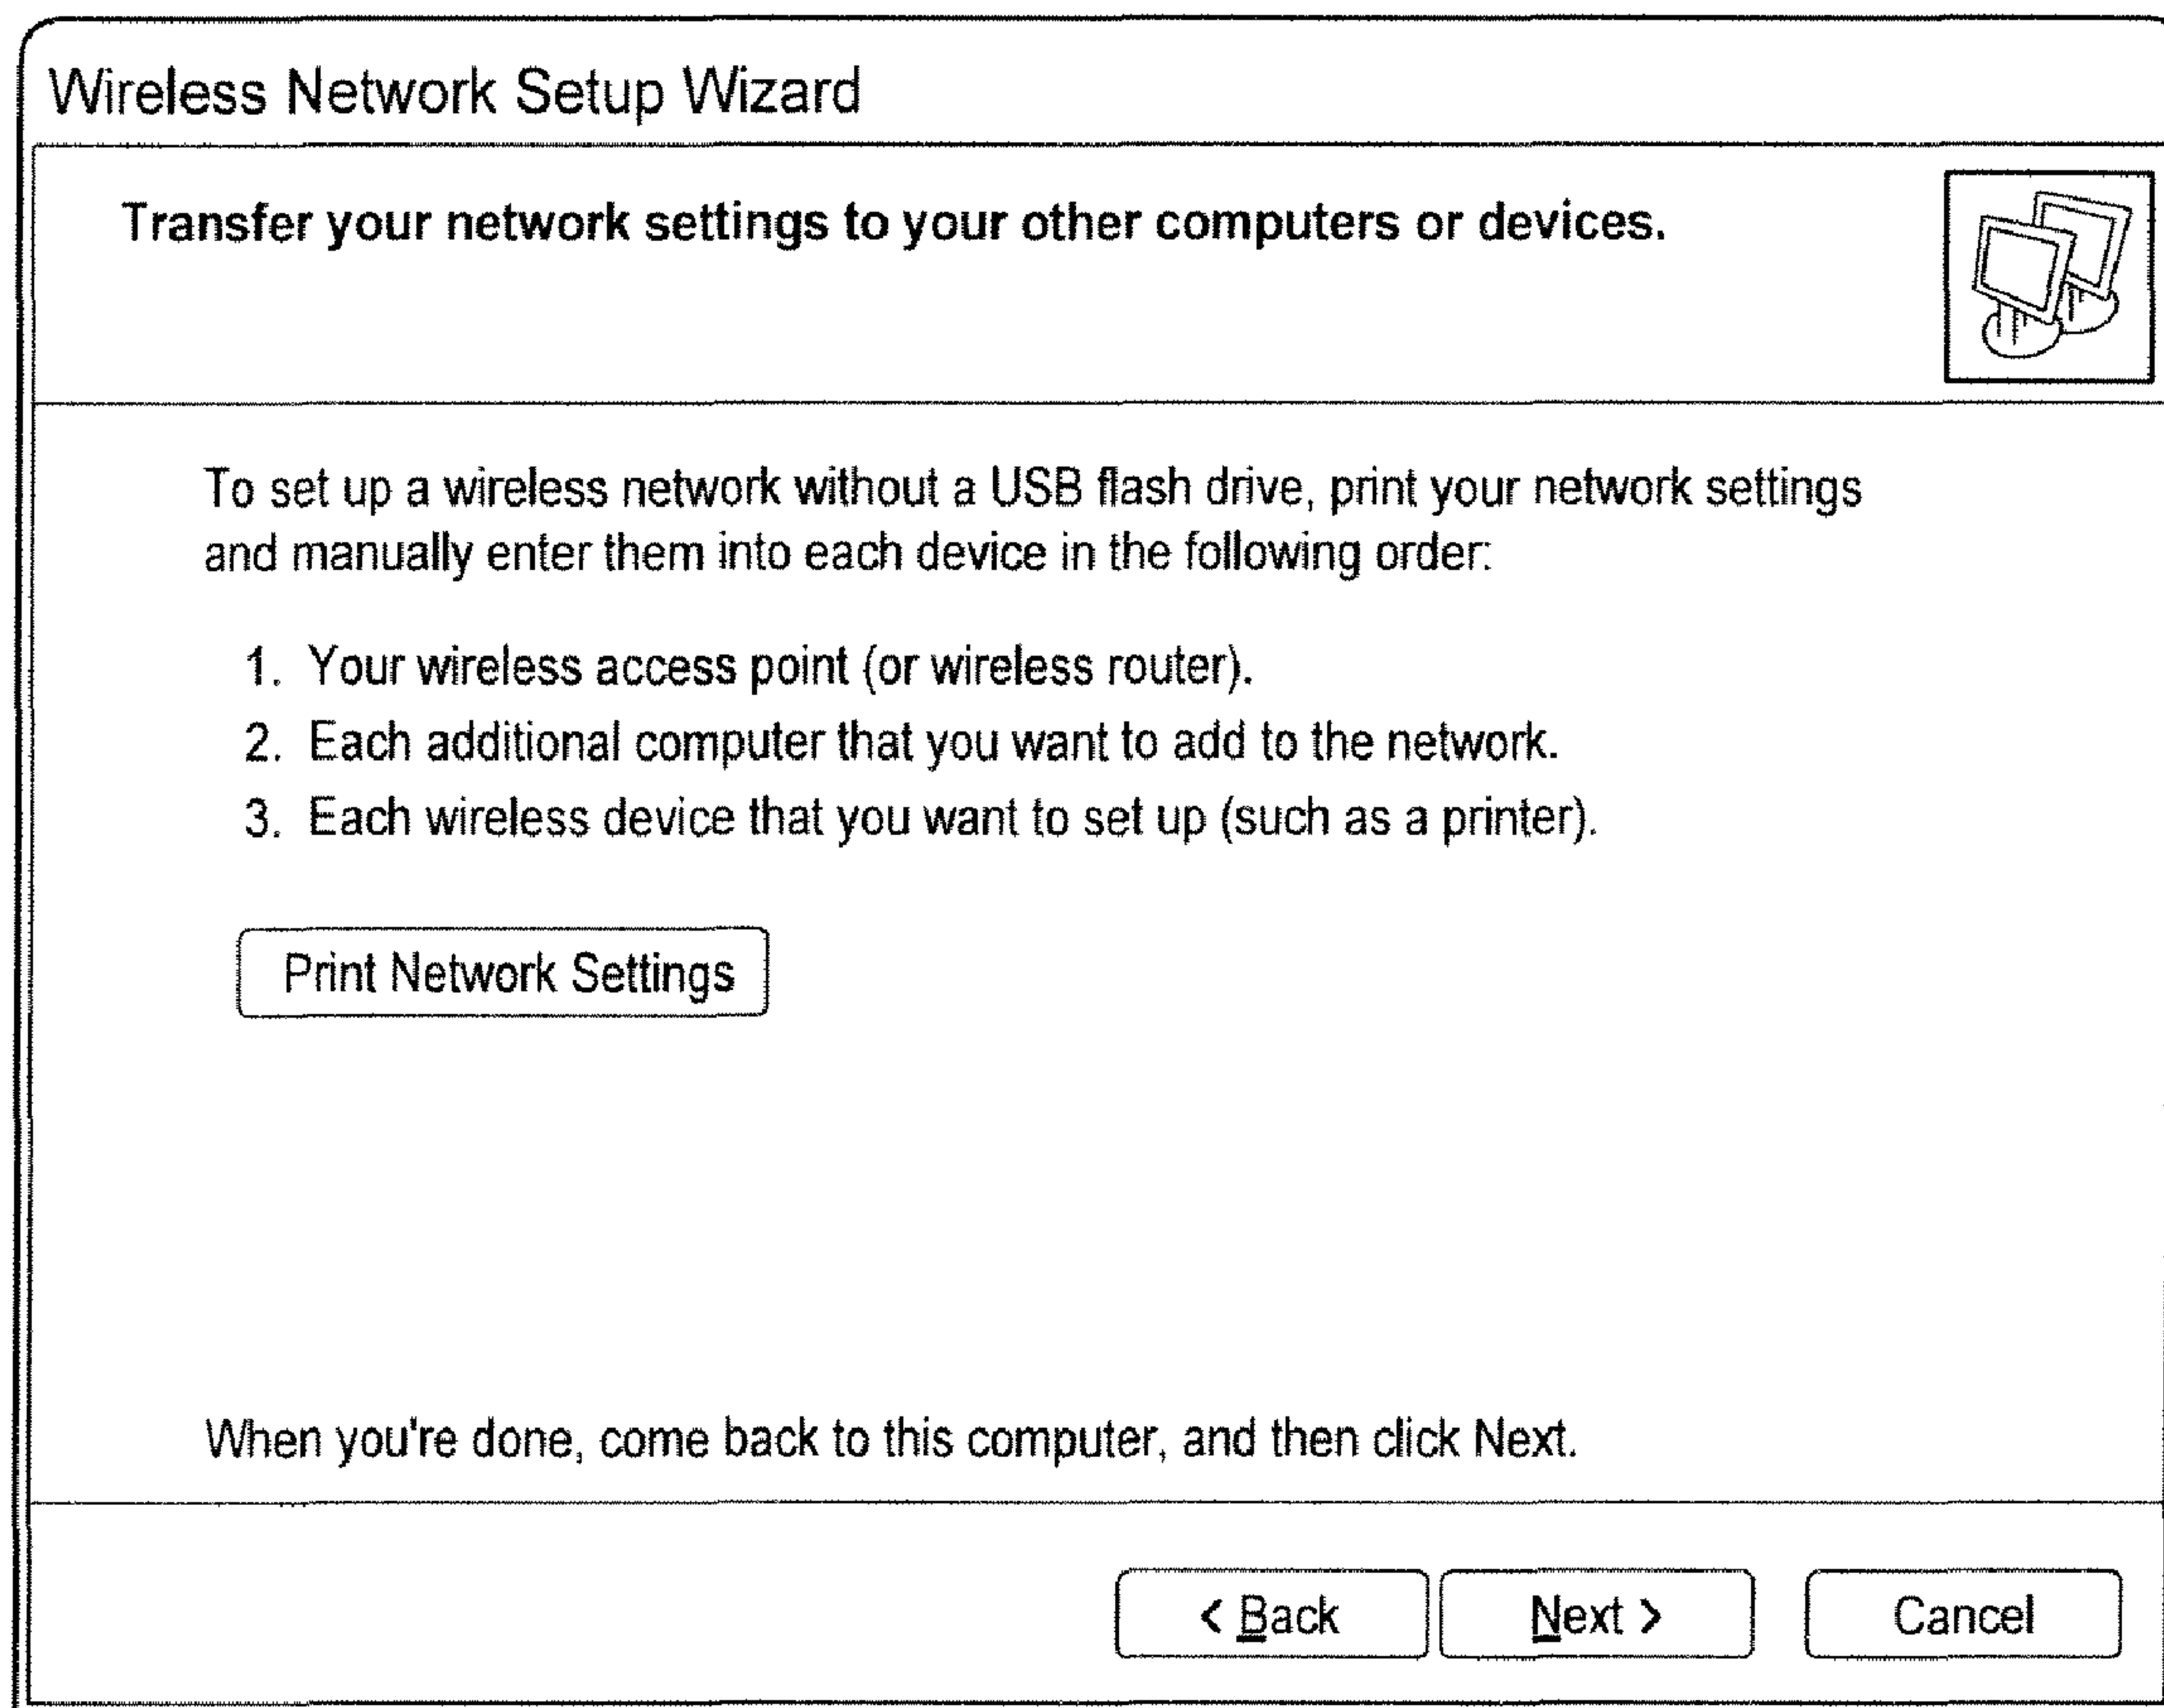 Wireless Network Setup Wizard
Transfer your network settings to your other computers or devices.
To set up a wireless network without a USB flash drive, print your network settings
and manually enter them into each device in the following order:
1. Your wireless access point (or wireless router).
2. Each additional computer that you want to add to the network.
3. Each wireless device that you want to set up (such as a printer).
Print Network Settings
When you're done, come back to this computer, and then click Next.
< Back Next > Cancel